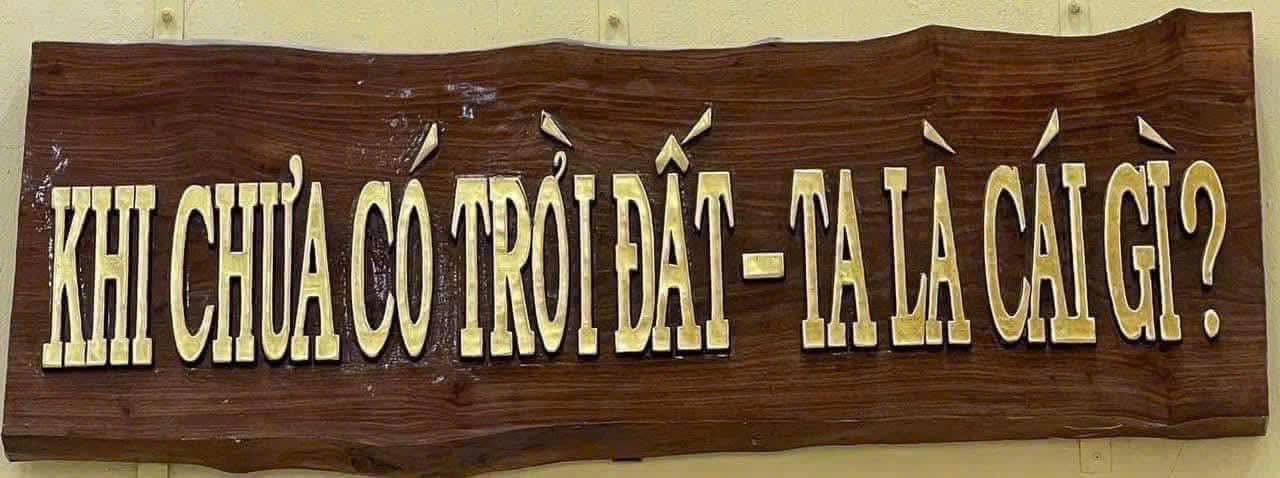 KHI CHƯA CÓ TRỜI ĐẤT - TA LÀ CÁI GÌ?